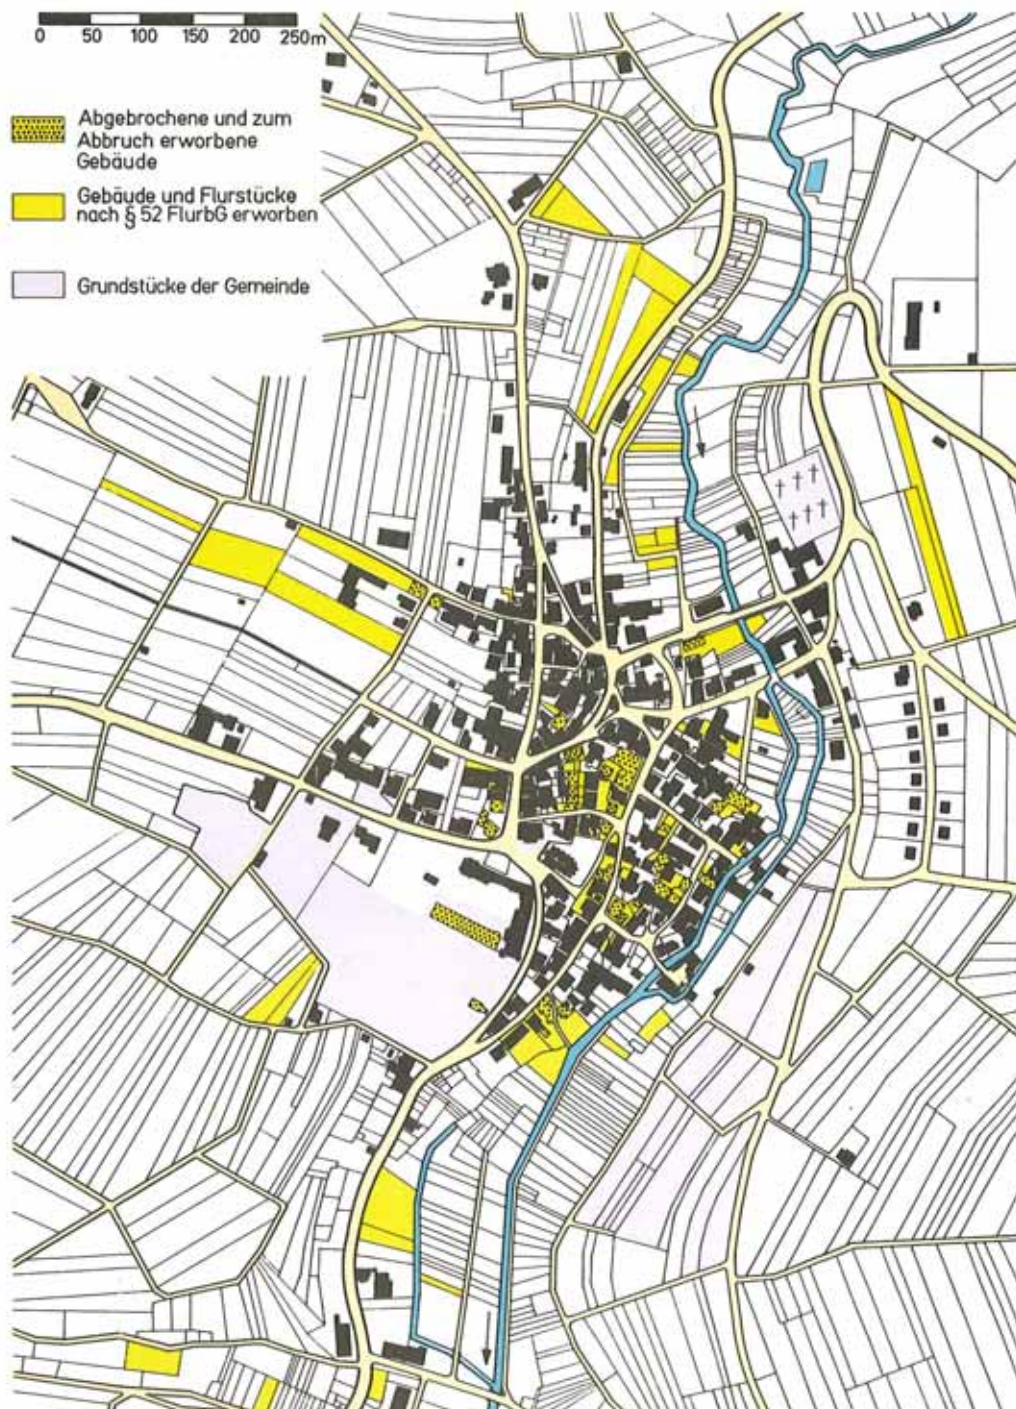 0 50 100 150 200 250m
Abgebrochene und zum
Abbruch erworbene
Gebäude
Gebäude und Flurstücke
nach § 52 FlurbG erworben
Grundstücke der Gemeinde